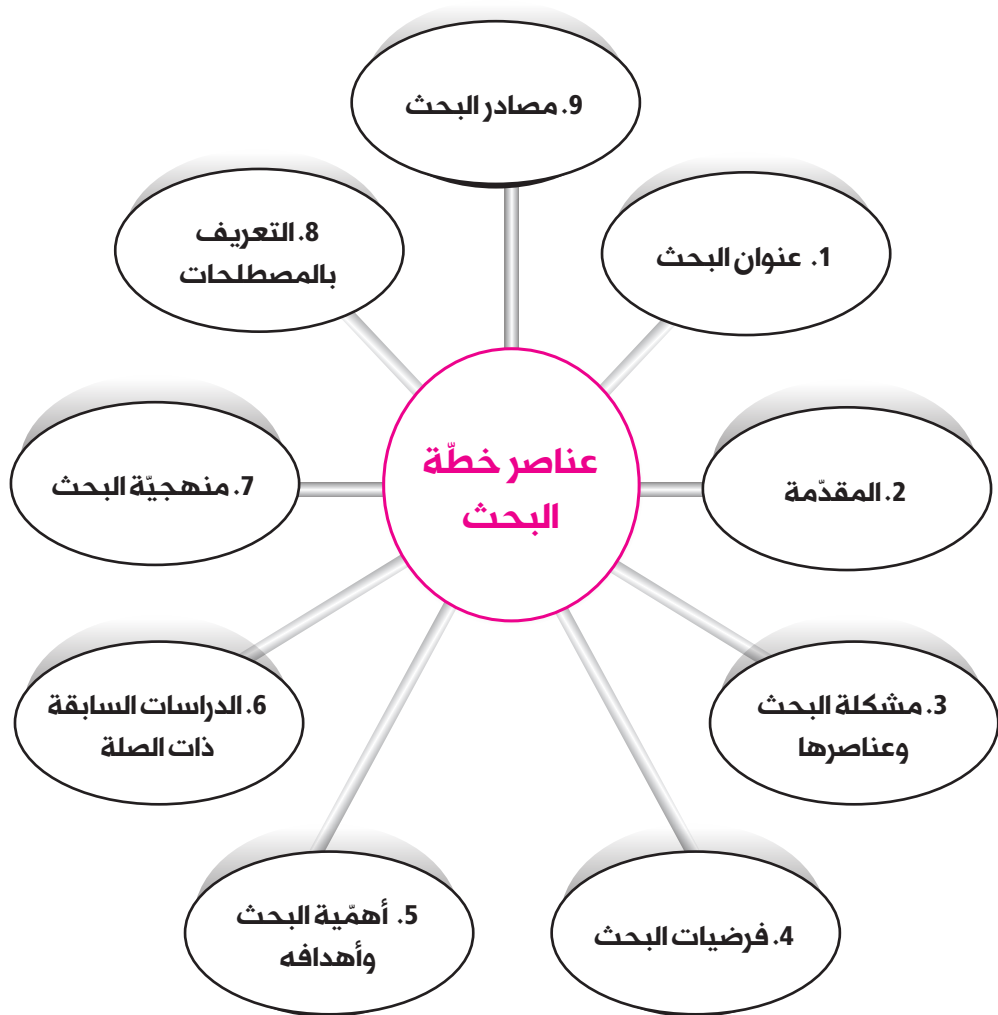 عناصر خطّة
البحث
1. عنوان البحث
2. المقدّمة
3. مشكلة البحث
وعناصرها
4. فرضيات البحث
5. أهمّية البحث
وأهدافه
6. الدراسات السابقة
ذات الصلة
7. منهجيّة البحث
8. التعريف
بالمصطلحات
9. مصادر البحث